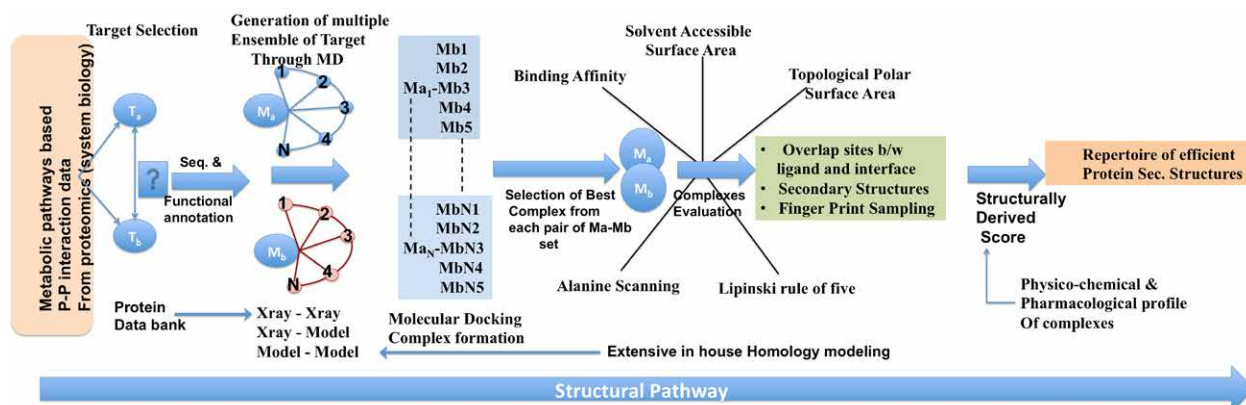 Metabolic pathways based
P-P interaction data
From proteomics (system biology)
Target Selection
Ta
?
Tb
Seq. &
Functional
annotation
Generation of multiple
Ensemble of Target
Through MD
1
2
3
4
N
Ma
1
2
3
4
N
Mb
Protein
Data bank
Xray - Xray
Xray - Model
Model - Model
Mb1
Mb2
Ma1-Mb3
Mb4
Mb5
MbN1
MbN2
MaN-MbN3
MbN4
MbN5
Molecular Docking
Complex formation
Extensive in house Homology modeling
Selection of Best
Complex from
each pair of Ma-Mb
set
Ma
Mb
Complexes
Evaluation
Binding Affinity
Solvent Accessible
Surface Area
Topological Polar
Surface Area
Alanine Scanning
Lipinski rule of five
• Overlap sites b/w
ligand and interface
• Secondary Structures
• Finger Print Sampling
Structurally
Derived
Score
Physico-chemical &
Pharmacological profile
Of complexes
Repertoire of efficient
Protein Sec. Structures
Structural Pathway